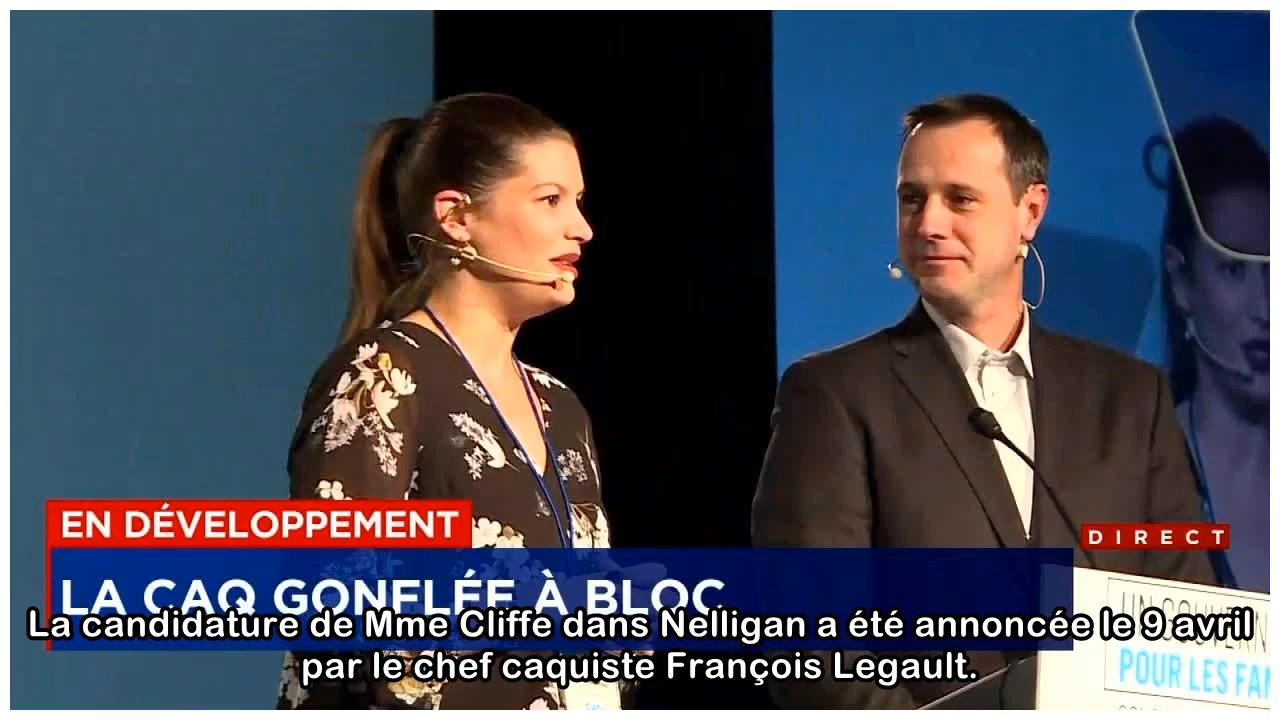 EN DÉVELOPPEMENT
DIRECT
LA CAQ GONFLÉE À BLOC
La candidature de Mme Cliffe dans Nelligan a été annoncée le 9 avril
par le chef caquiste François Legault.
UN
POUR LES